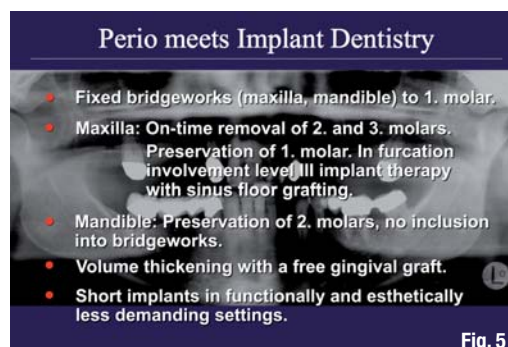 Perio meets Implant Dentistry
• Fixed bridgeworks (maxilla, mandible) to 1. molar.
• Maxilla: On-time removal of 2. and 3. molars.
Preservation of 1. molar. In furcation
involvement level III implant therapy
with sinus floor grafting.
• Mandible: Preservation of 2. molars, no inclusion
into bridgeworks.
• Volume thickening with a free gingival graft.
• Short implants in functionally and esthetically
less demanding settings.
L
Fig. 5